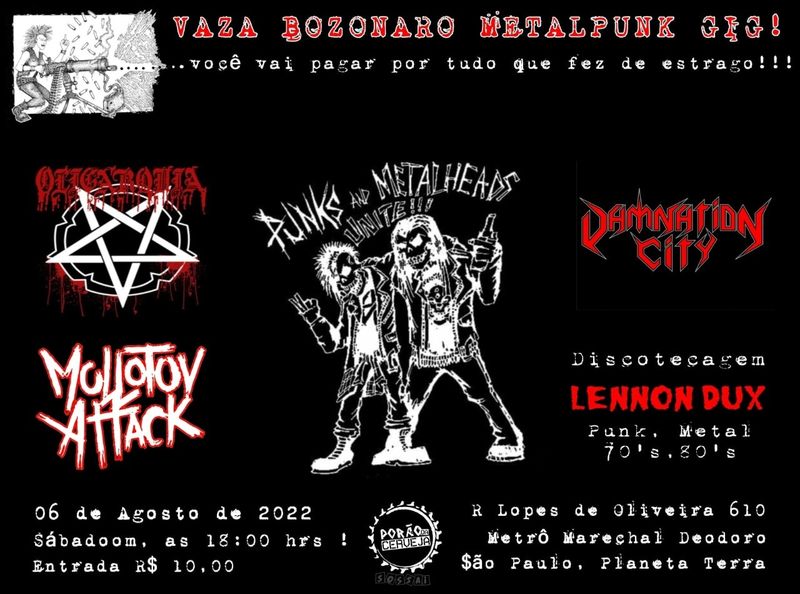 VAZA BOZONARO METALPUNK GIG!
...você vai pagar por tudo que fez de estrago!!!
PUNKS AND METALHEADS
UNITE!!!
OLIGARQUIA
DAMNATION
CITY
MOLLOTOV
ATTACK
Discotecagem
LENNON DUX
Punk, Metal
70's,80's
06 de Agosto de 2022
Sábadoom, as 18:00 hrs !
Entrada R$ 10,00
PORÃO DA
CERVEJA
SOSSAI
R Lopes de Oliveira 610
Metrô Marechal Deodoro
$ão Paulo, Planeta Terra